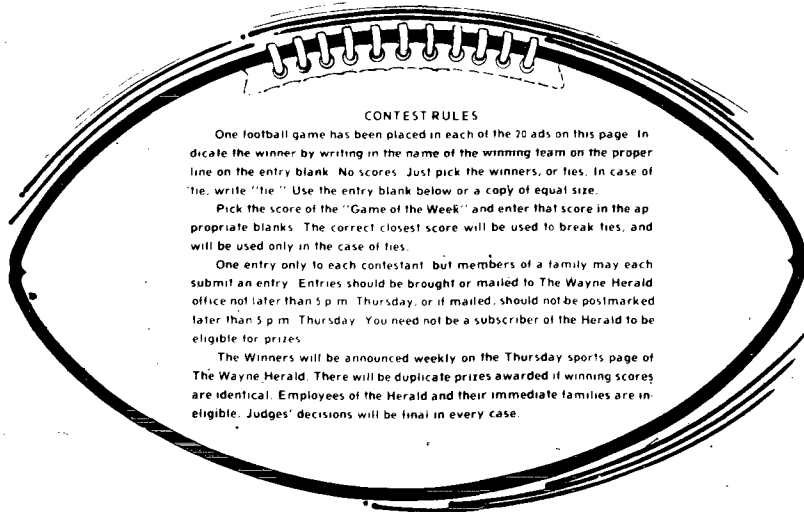 CONTEST RULES
One football game has been placed in each of the 20 ads on this page. In
dicate the winner by writing in the name of the winning team on the proper
line on the entry blank. No scores. Just pick the winners, or ties. In case of
tie, write "tie." Use the entry blank below or a copy of equal size.
Pick the score of the "Game of the Week" and enter that score in the ap
propriate blanks. The correct closest score will be used to break ties, and
will be used only in the case of ties.
One entry only to each contestant but members of a family may each
submit an entry. Entries should be brought or mailed to The Wayne Herald
office not later than 5 p m Thursday, or if mailed, should not be postmarked
later than 5 p m Thursday. You need not be a subscriber of the Herald to be
eligible for prizes
The Winners will be announced weekly on the Thursday sports page of
The Wayne Herald. There will be duplicate prizes awarded if winning scores
are identical. Employees of the Herald and their immediate families are in-
eligible. Judges' decisions will be final in every case.